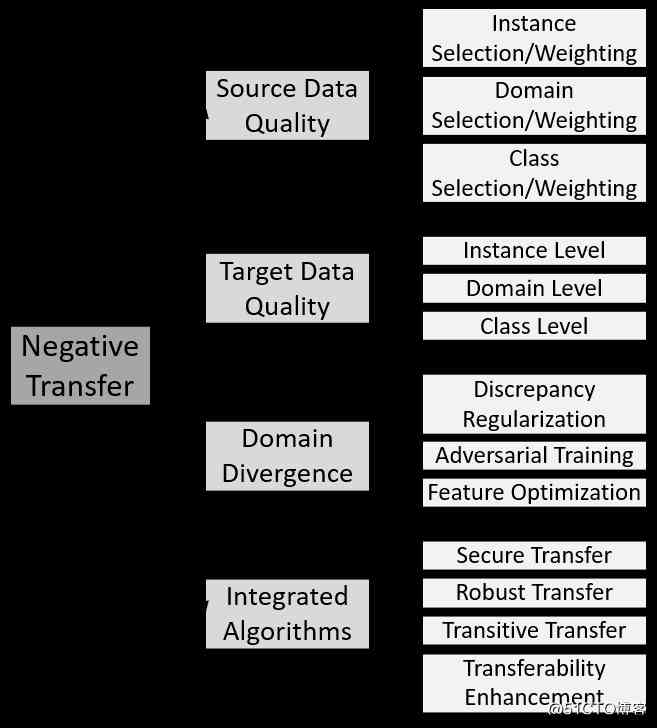 Negative
Transfer
Source Data
Quality
Instance
Selection/Weighting
Domain
Selection/Weighting
Class
Selection/Weighting
Target Data
Quality
Instance Level
Domain Level
Class Level
Domain
Divergence
Discrepancy
Regularization
Adversarial Training
Feature Optimization
Integrated
Algorithms
Secure Transfer
Robust Transfer
Transitive Transfer
Transferability
Enhancement
@51CTO博客